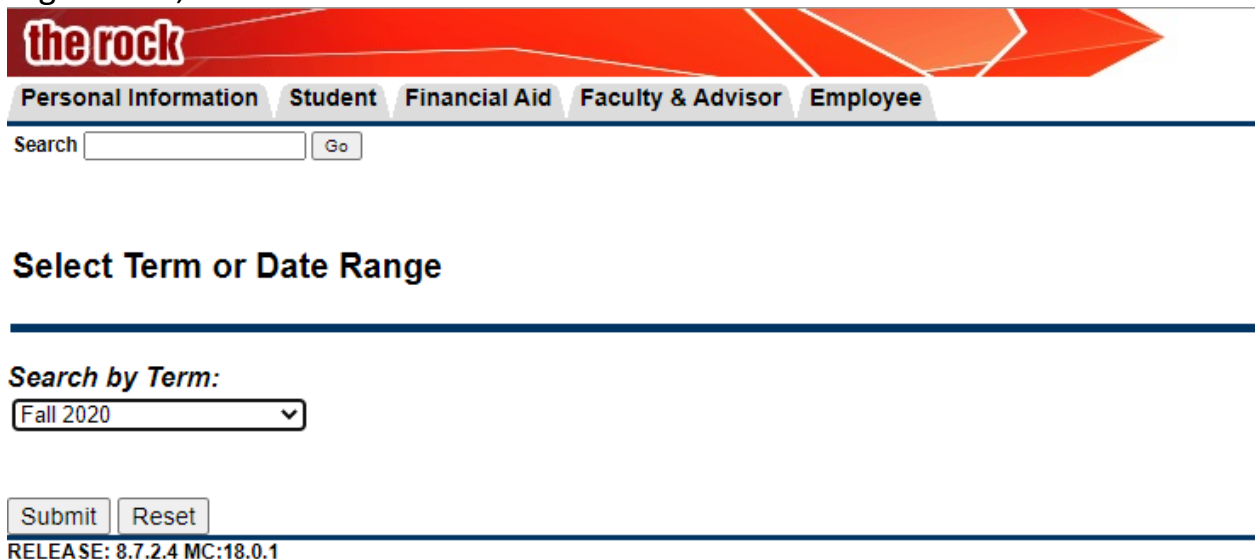 the rock
Personal Information Student Financial Aid Faculty & Advisor Employee
Search Go
Select Term or Date Range
Search by Term:
Fall 2020
Submit Reset
RELEASE: 8.7.2.4 MC:18.0.1